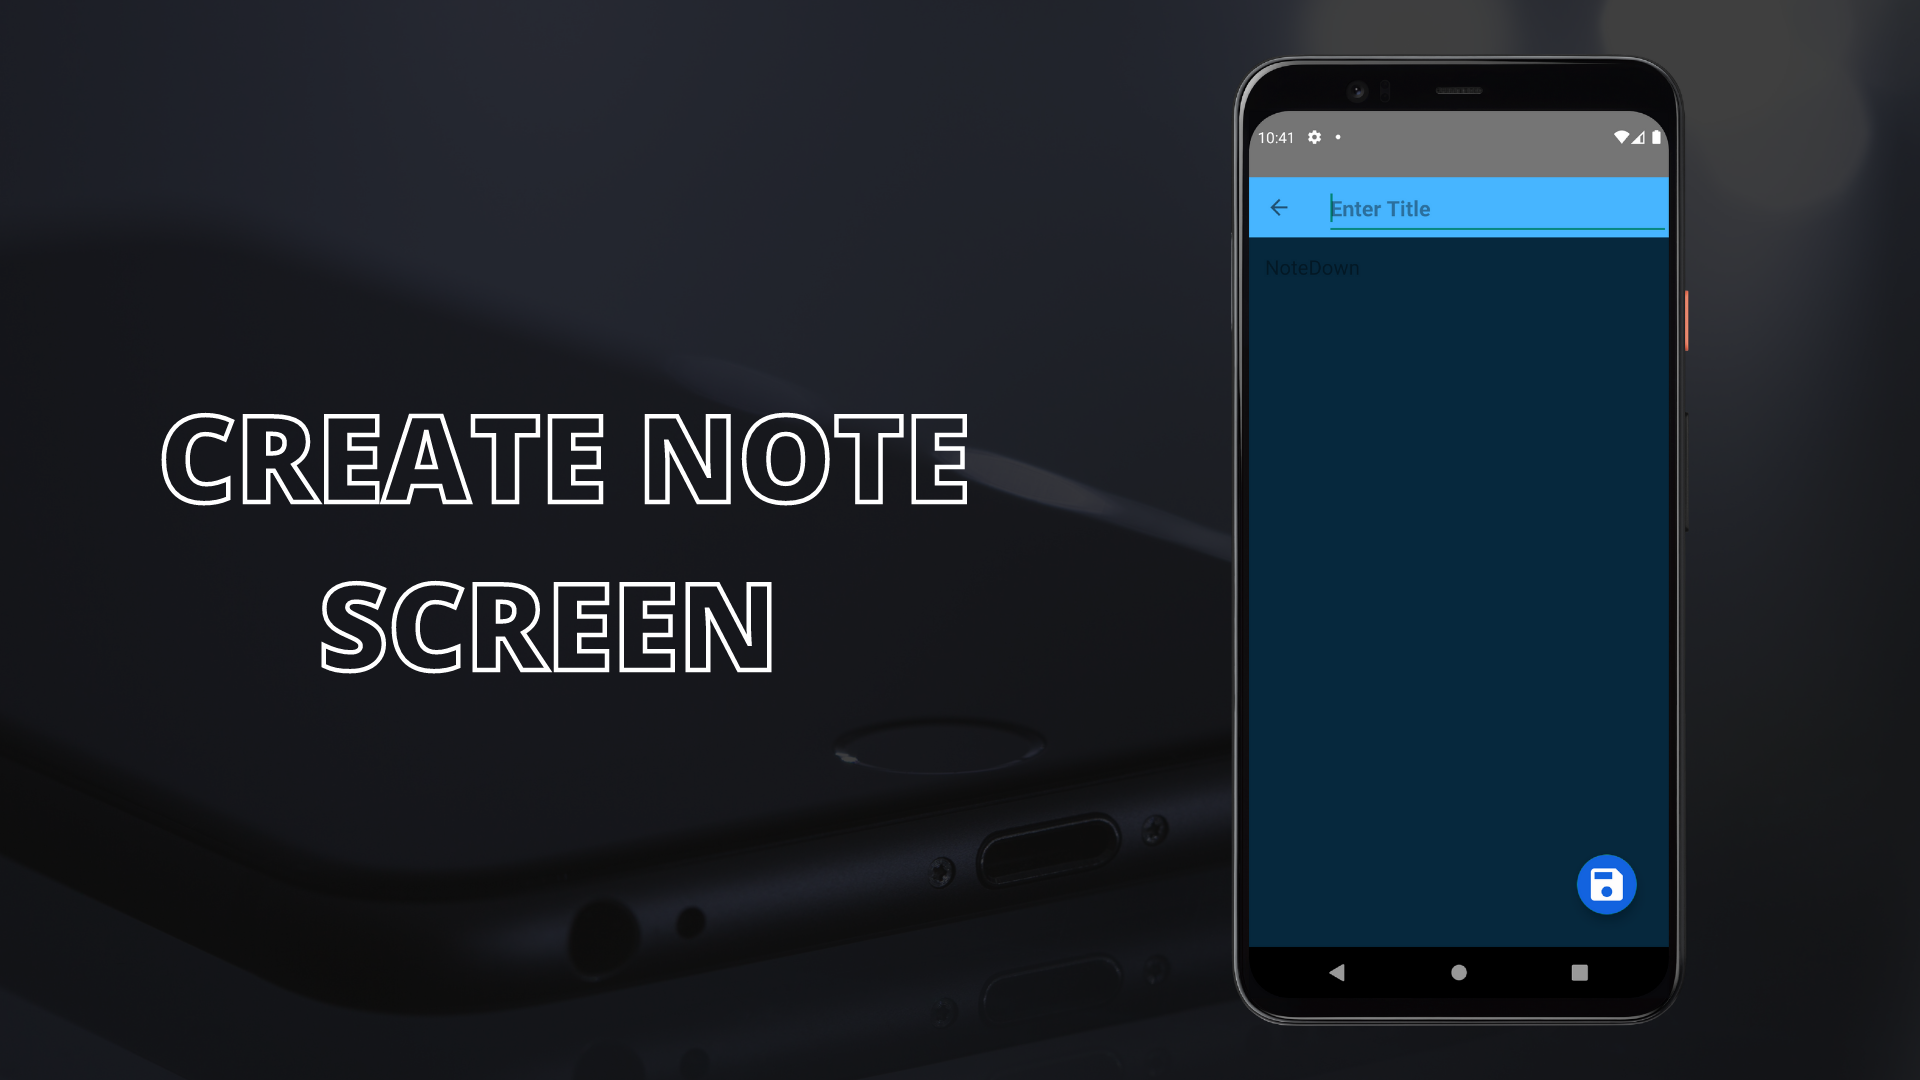 CREATE NOTE
SCREEN
10:41
Enter Title
NoteDown